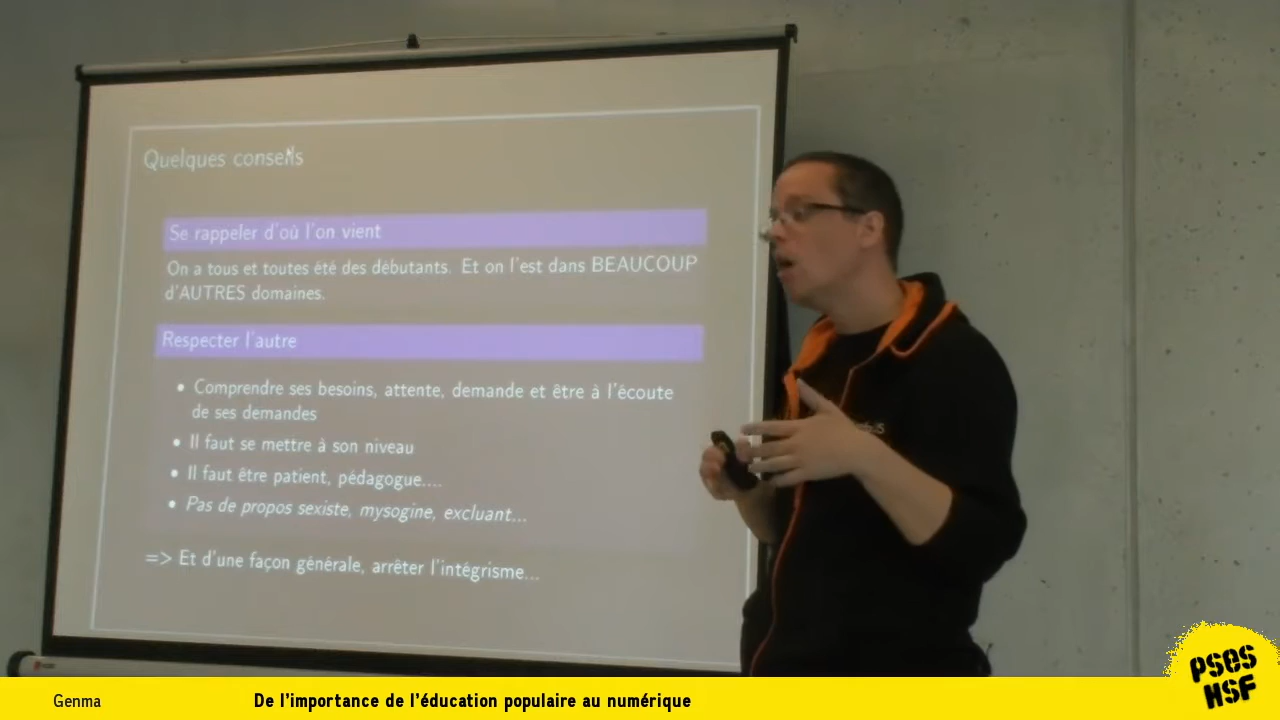 Quelques conseils
Se rappeler d'où l'on vient
On a tous et toutes été des débutants. Et on l'est dans BEAUCOUP
d'AUTRES domaines.
Respecter l'autre
• Comprendre ses besoins, attente, demande et être à l'écoute
de ses demandes
• Il faut se mettre à son niveau
• Il faut être patient, pédagogue....
• Pas de propos sexiste, mysogine, excluant...
=> Et d'une façon générale, arrêter l'intégrisme...
PSES
HSF
Genma
De l'importance de l'éducation populaire au numérique